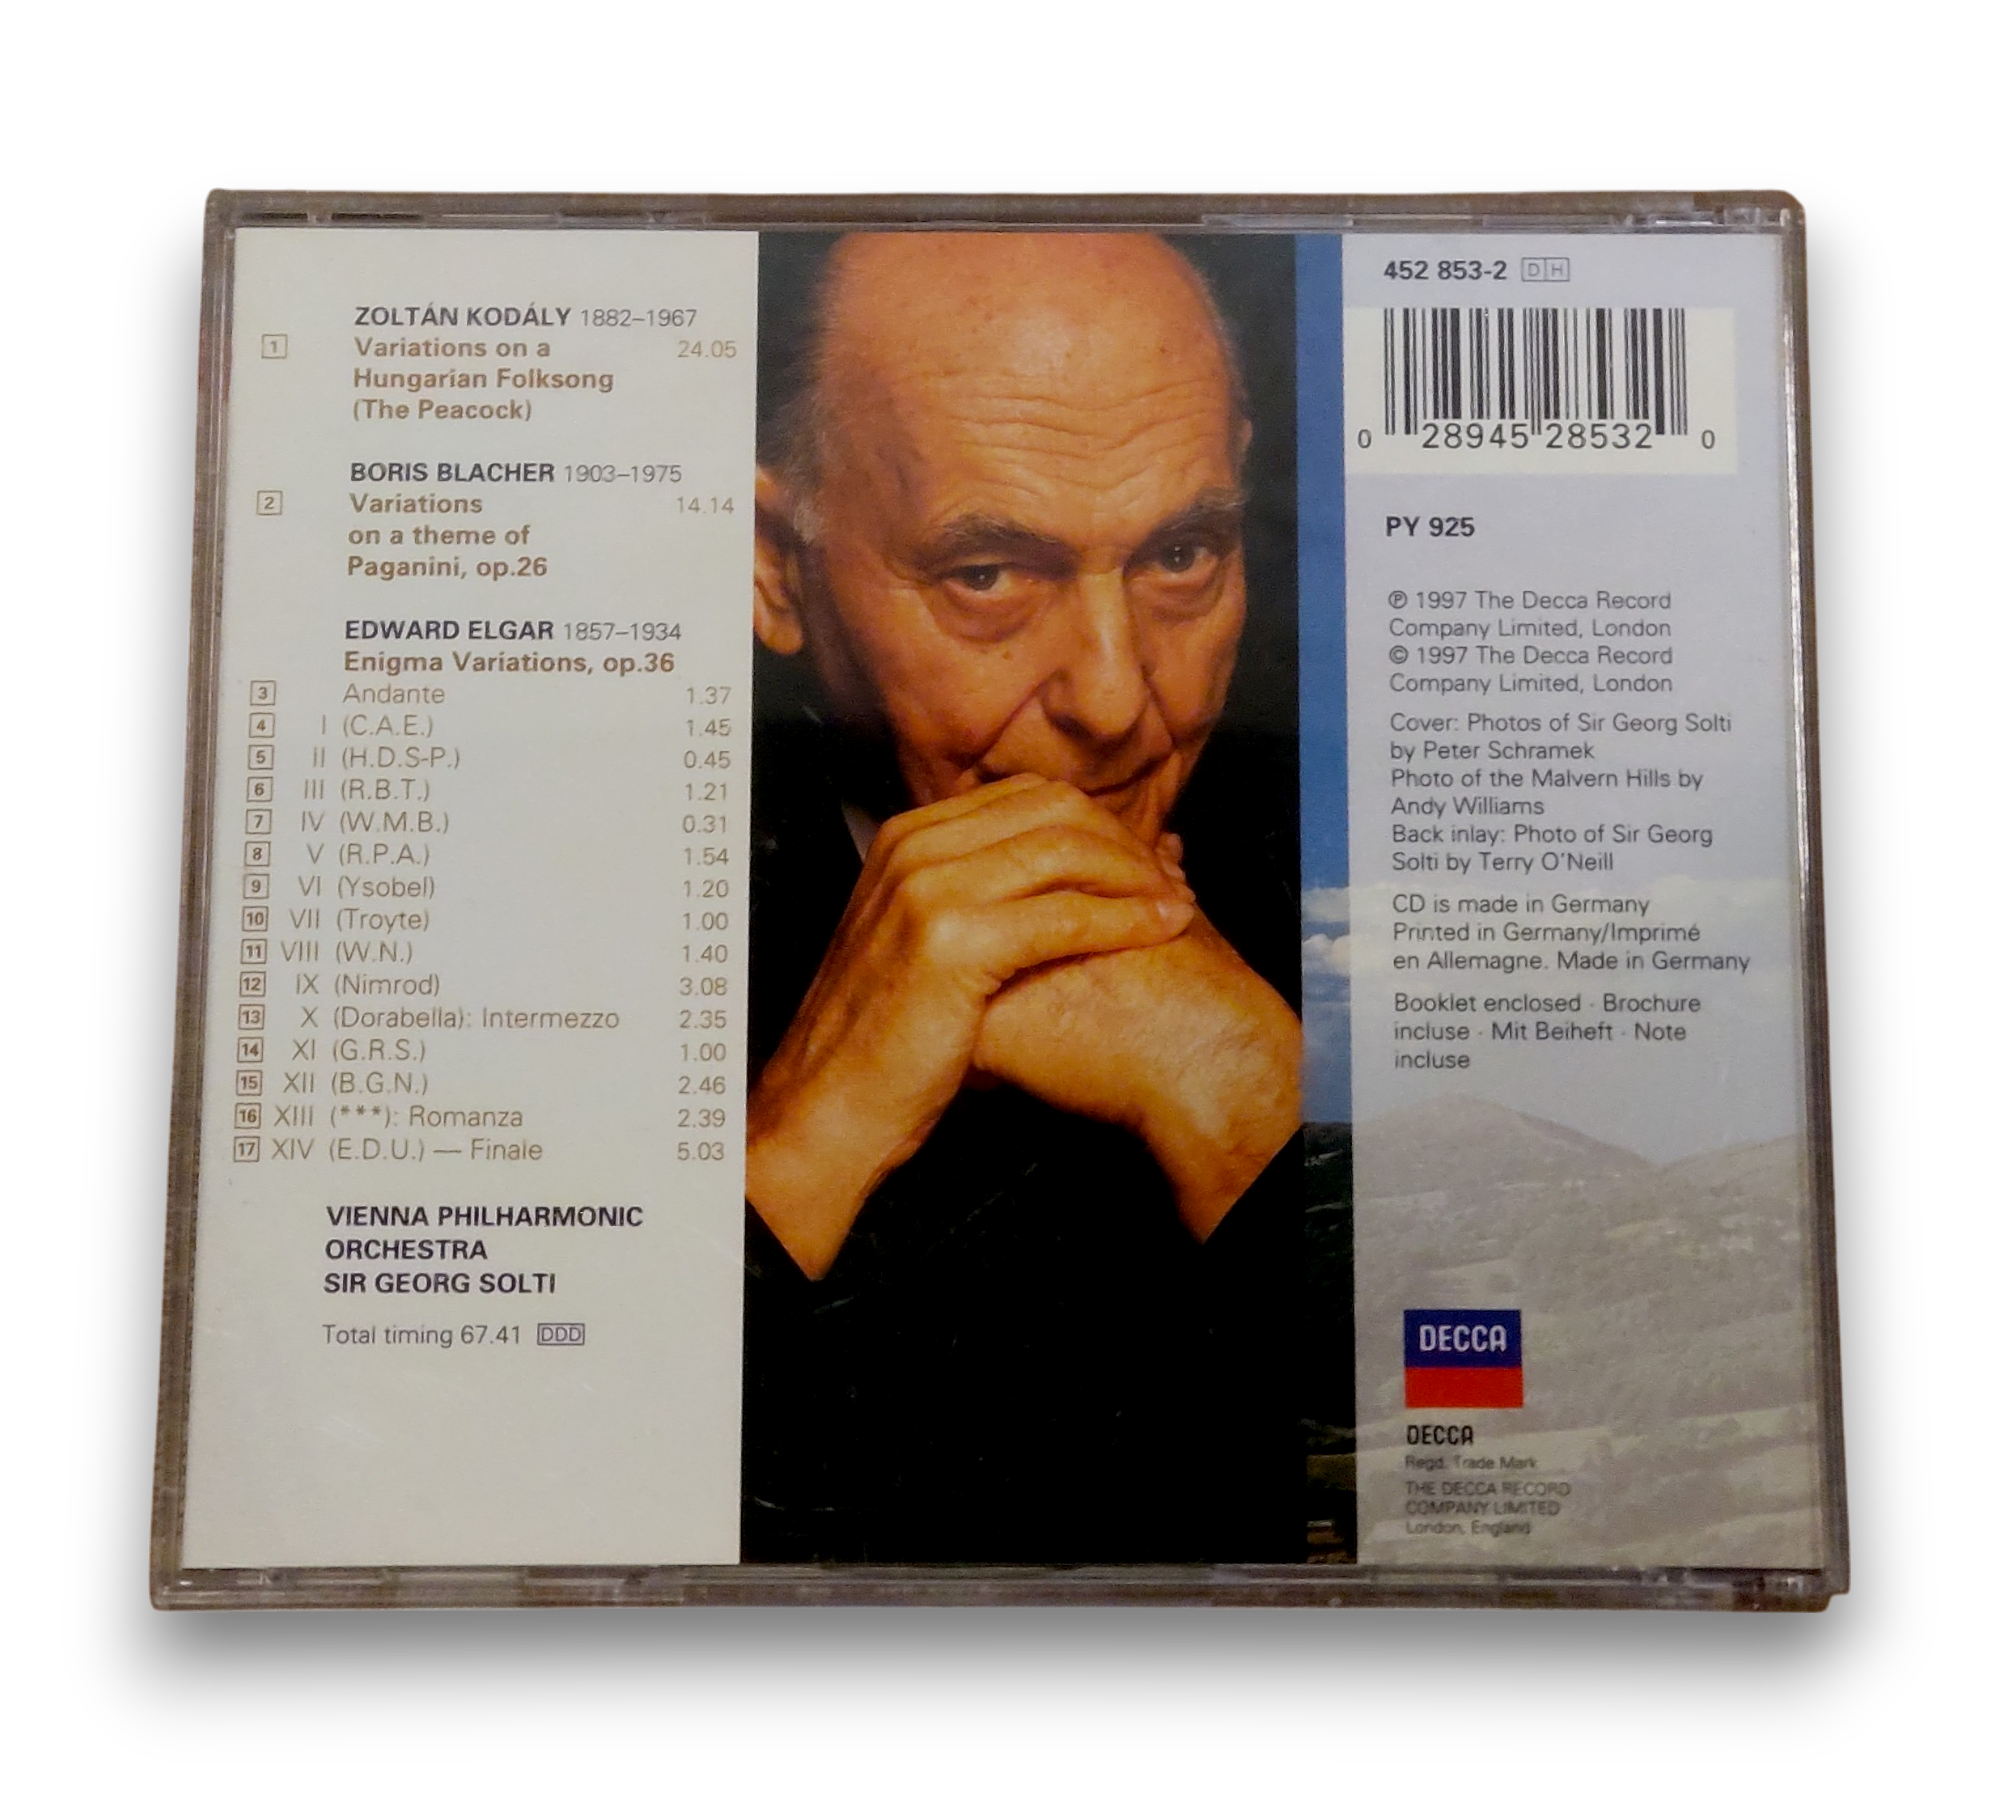 ZOLTÁN KODÁLY 1882–1967
1 Variations on a 24.05
Hungarian Folksong
(The Peacock)
BORIS BLACHER 1903–1975
2 Variations 14.14
on a theme of
Paganini, op.26
EDWARD ELGAR 1857–1934
Enigma Variations, op.36
3 Andante 1.37
4 I (C.A.E.) 1.45
5 II (H.D.S-P.) 0.45
6 III (R.B.T.) 1.21
7 IV (W.M.B.) 0.31
8 V (R.P.A.) 1.54
9 VI (Ysobel) 1.20
10 VII (Troyte) 1.00
11 VIII (W.N.) 1.40
12 IX (Nimrod) 3.08
13 X (Dorabella): Intermezzo 2.35
14 XI (G.R.S.) 1.00
15 XII (B.G.N.) 2.46
16 XIII (***): Romanza 2.39
17 XIV (E.D.U.) — Finale 5.03
VIENNA PHILHARMONIC
ORCHESTRA
SIR GEORG SOLTI
Total timing 67.41 DDD
452 853-2 DH
0 28945 28532 0
PY 925
℗ 1997 The Decca Record
Company Limited, London
© 1997 The Decca Record
Company Limited, London
Cover: Photos of Sir Georg Solti
by Peter Schramek
Photo of the Malvern Hills by
Andy Williams
Back inlay: Photo of Sir Georg
Solti by Terry O'Neill
CD is made in Germany
Printed in Germany/Imprimé
en Allemagne. Made in Germany
Booklet enclosed · Brochure
incluse · Mit Beiheft · Note
incluse
DECCA
DECCA
Regd. Trade Mark
THE DECCA RECORD
COMPANY LIMITED
London, England